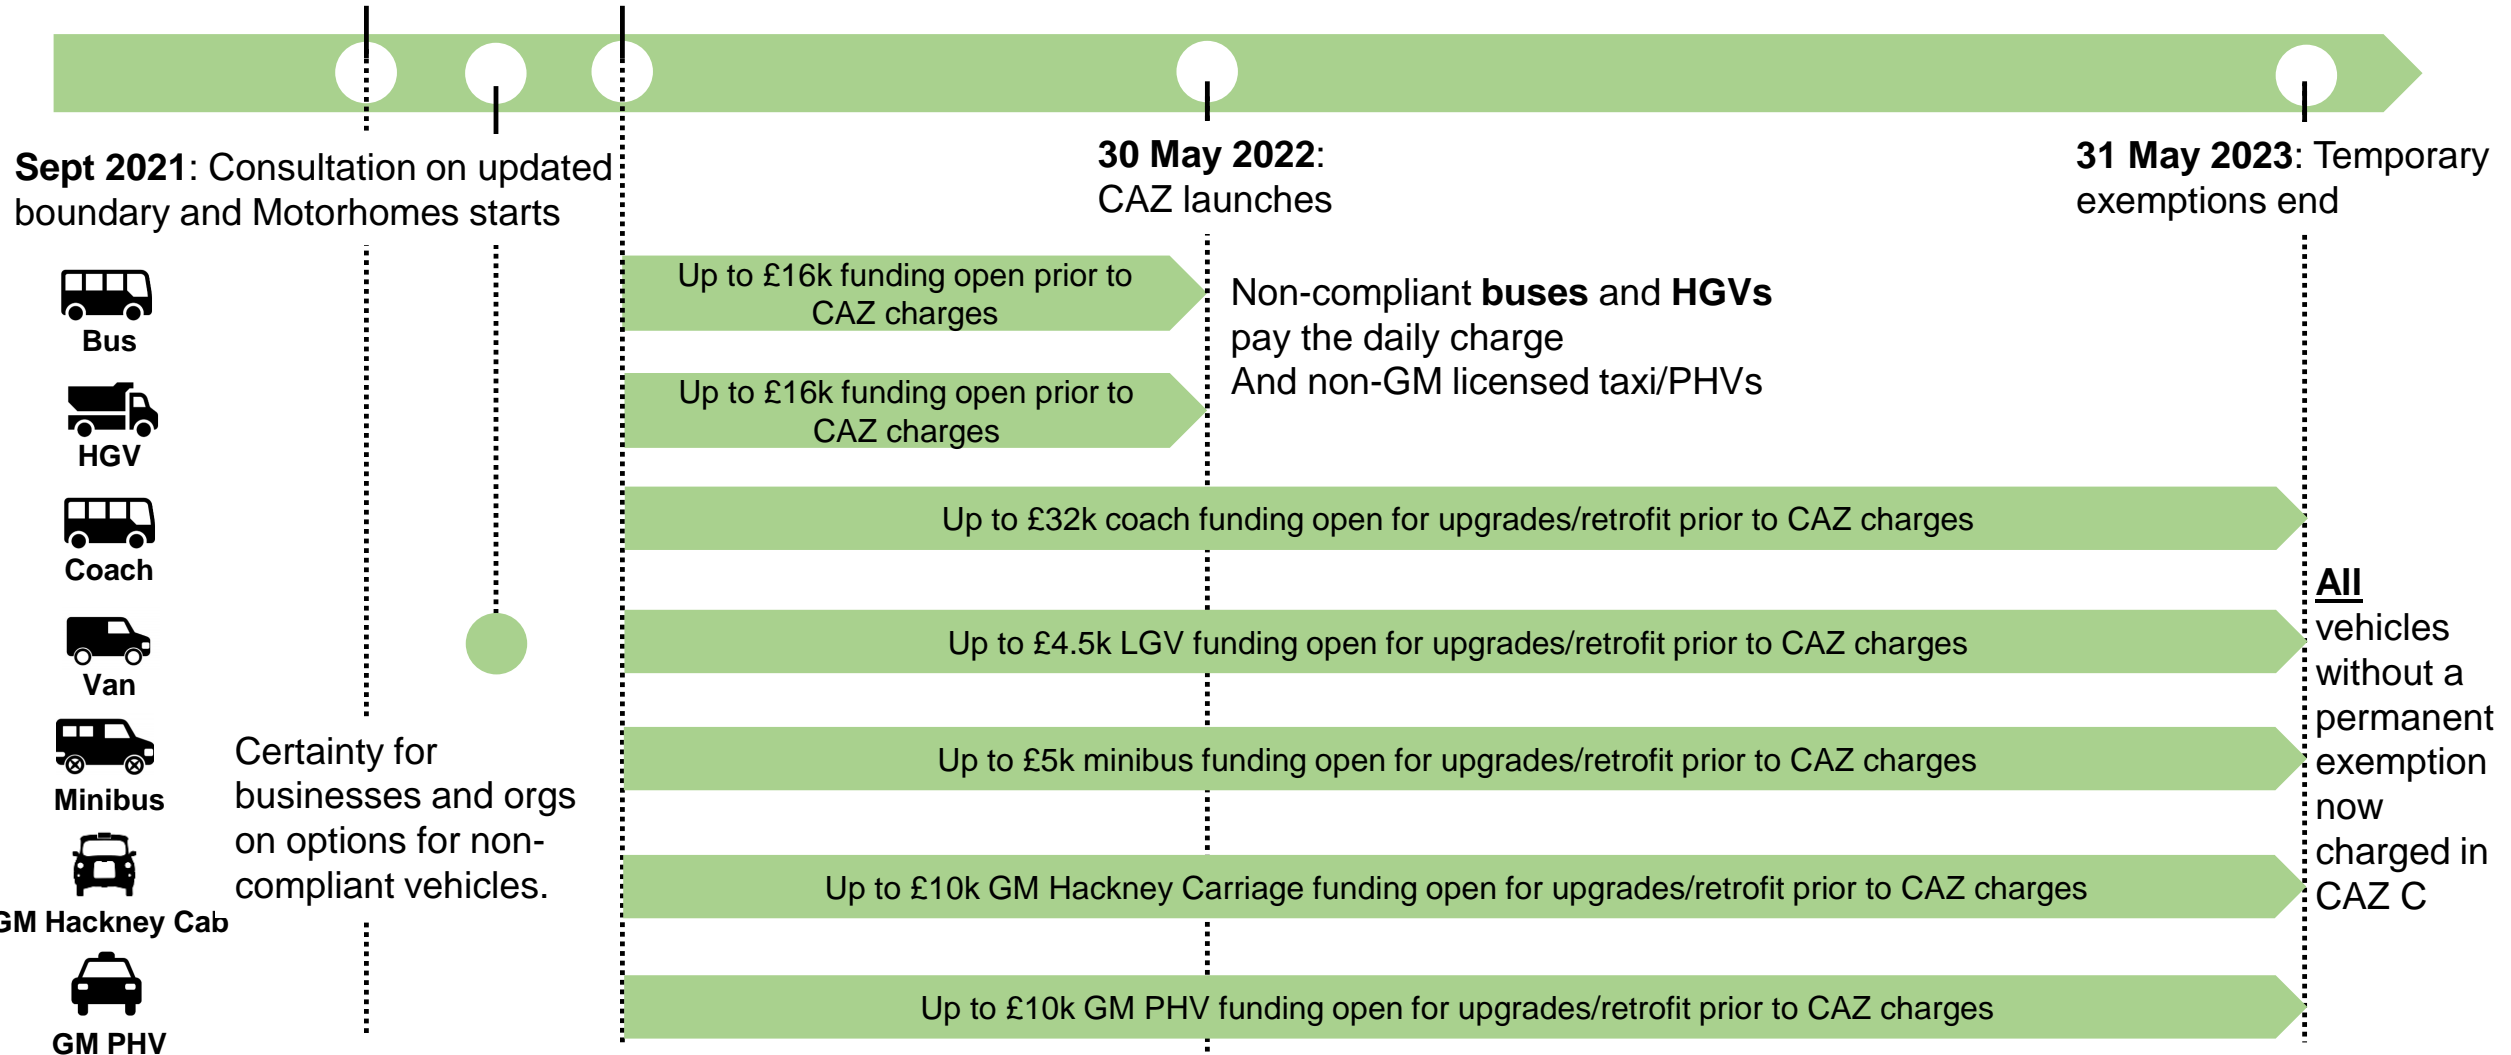 Sept 2021: Consultation on updated
boundary and Motorhomes starts
30 May 2022:
CAZ launches
31 May 2023: Temporary
exemptions end
Bus
Up to £16k funding open prior to
CAZ charges
Non-compliant buses and HGVs
pay the daily charge
And non-GM licensed taxi/PHVs
HGV
Up to £16k funding open prior to
CAZ charges
Coach
Up to £32k coach funding open for upgrades/retrofit prior to CAZ charges
Van
Up to £4.5k LGV funding open for upgrades/retrofit prior to CAZ charges
Minibus
Up to £5k minibus funding open for upgrades/retrofit prior to CAZ charges
Certainty for
businesses and orgs
on options for non-
compliant vehicles.
GM Hackney Cab
Up to £10k GM Hackney Carriage funding open for upgrades/retrofit prior to CAZ charges
GM PHV
Up to £10k GM PHV funding open for upgrades/retrofit prior to CAZ charges
All
vehicles
without a
permanent
exemption
now
charged in
CAZ C